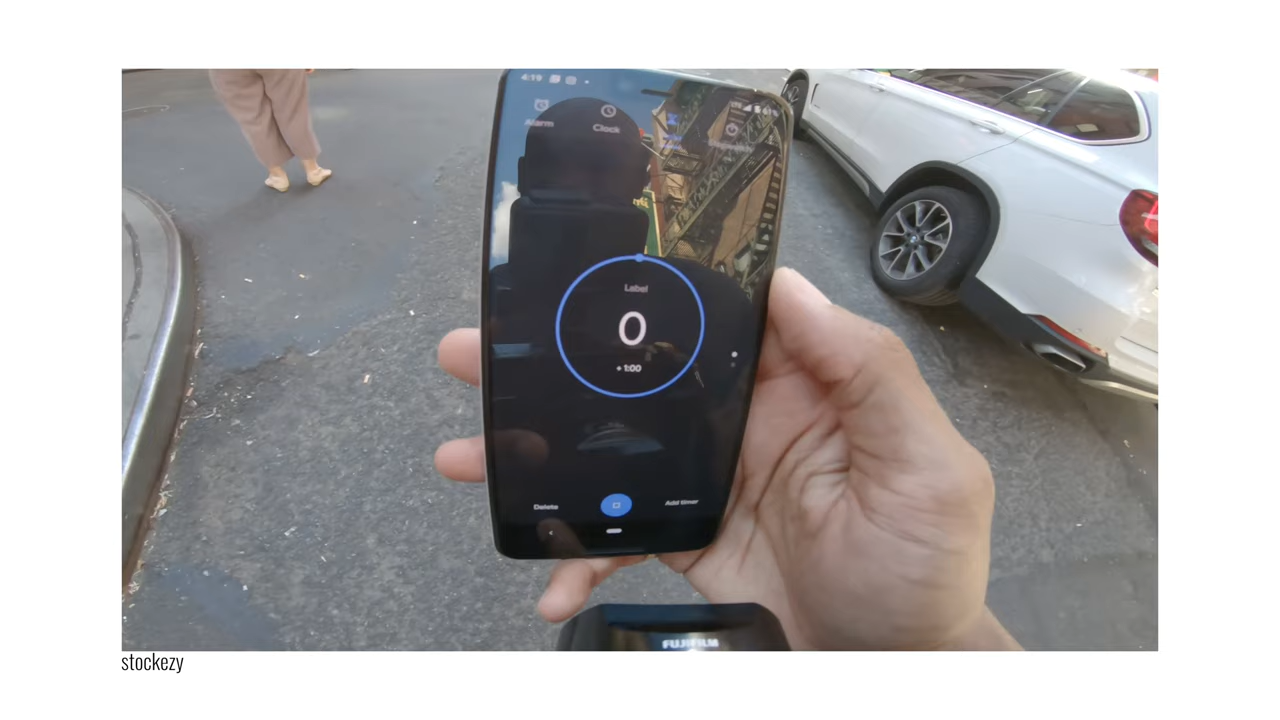 4:19
Alarm
Clock
Label
0
+ 1:00
Delete
Add timer
FUJIFILM
stockezy